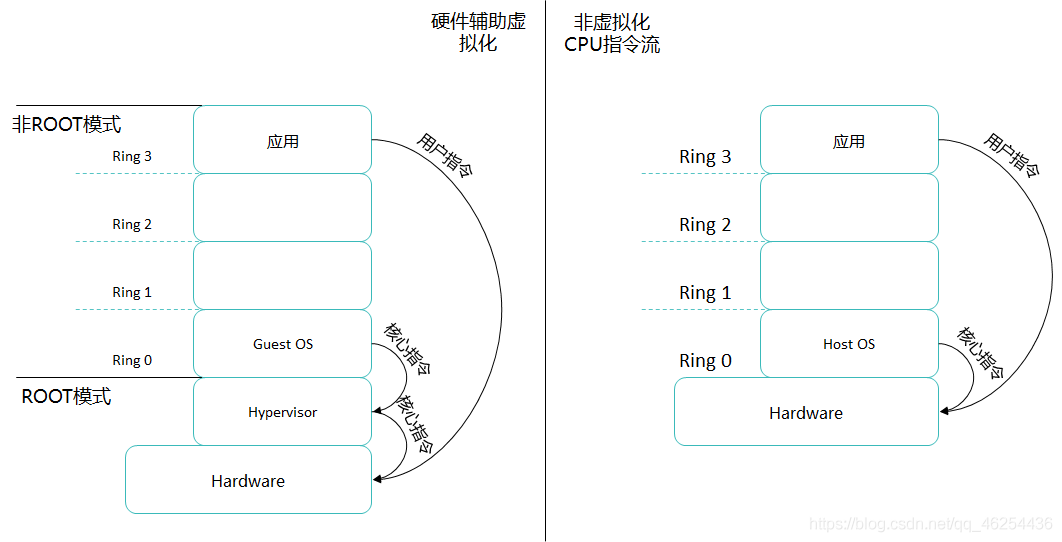 硬件辅助虚
拟化
非ROOT模式
应用
用户指令
Ring 3
Ring 2
Ring 1
Guest OS
核心指令
Ring 0
ROOT模式
Hypervisor
核心指令
Hardware
非虚拟化
CPU指令流
应用
用户指令
Ring 3
Ring 2
Ring 1
Host OS
核心指令
Ring 0
Hardware
https://blog.csdn.net/qq_46254436